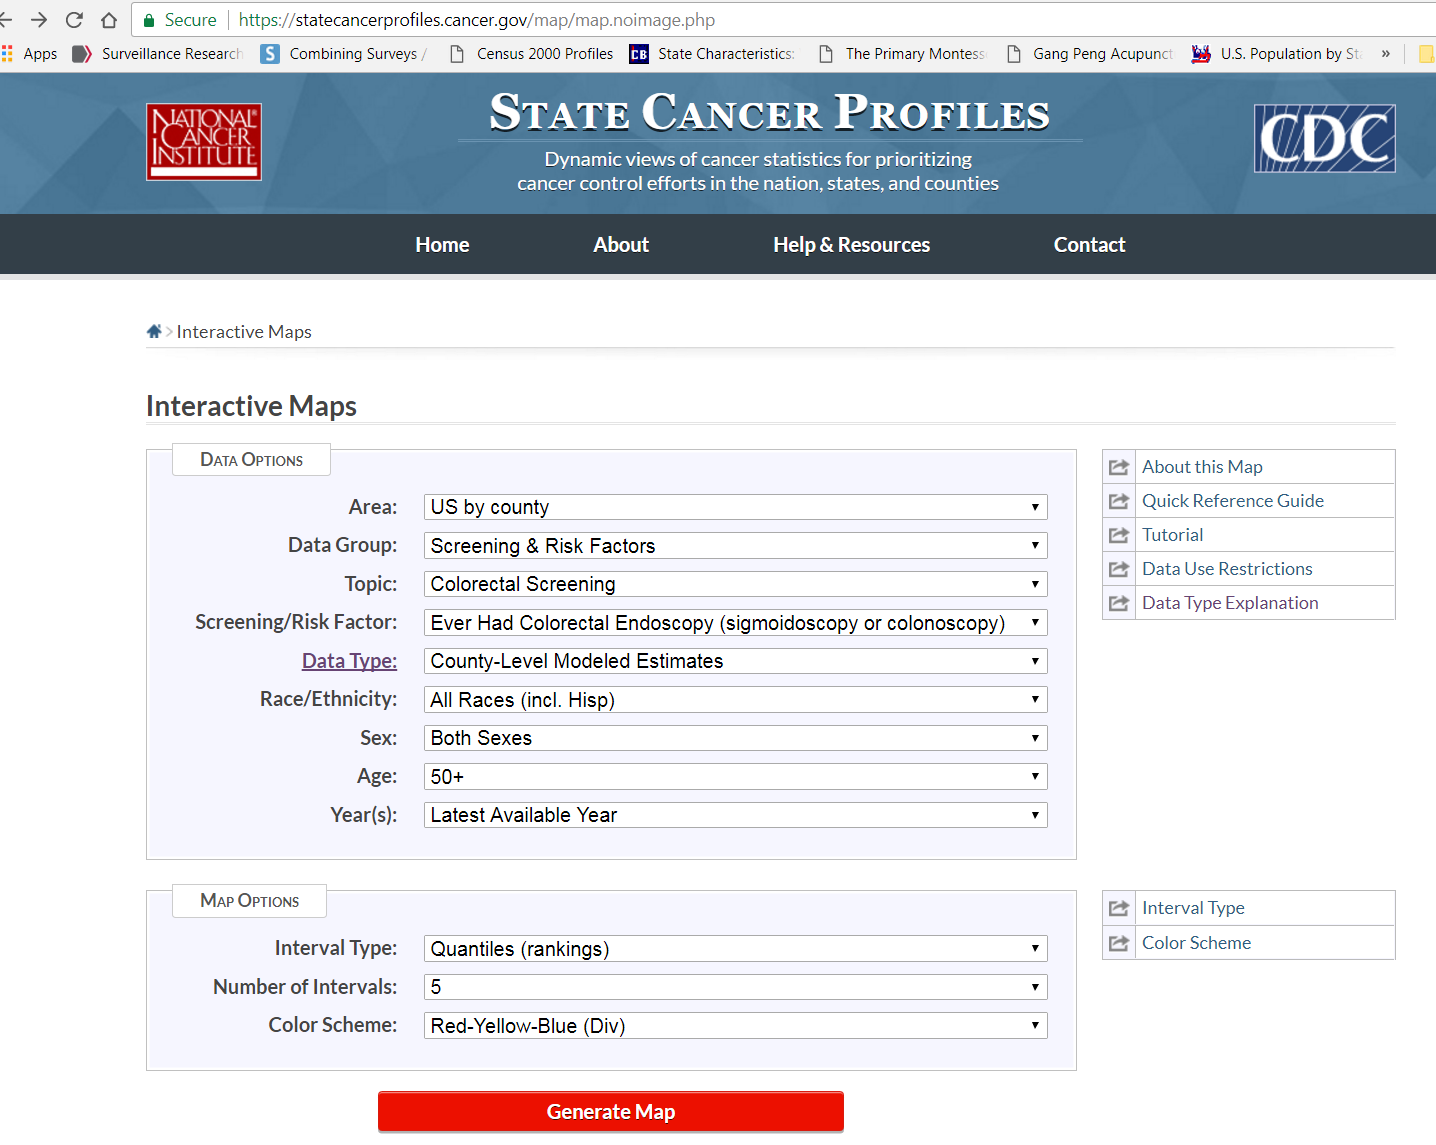 Secure https://statecancerprofiles.cancer.gov/map/map.noimage.php
Apps Surveillance Research S Combining Surveys / Census 2000 Profiles CB State Characteristics: The Primary Montess Gang Peng Acupunct U.S. Population by Sta »
NATIONAL CANCER INSTITUTE
STATE CANCER PROFILES
Dynamic views of cancer statistics for prioritizing
cancer control efforts in the nation, states, and counties
CDC
Home About Help & Resources Contact
> Interactive Maps
Interactive Maps
DATA OPTIONS
Area: US by county
Data Group: Screening & Risk Factors
Topic: Colorectal Screening
Screening/Risk Factor: Ever Had Colorectal Endoscopy (sigmoidoscopy or colonoscopy)
Data Type: County-Level Modeled Estimates
Race/Ethnicity: All Races (incl. Hisp)
Sex: Both Sexes
Age: 50+
Year(s): Latest Available Year
About this Map
Quick Reference Guide
Tutorial
Data Use Restrictions
Data Type Explanation
MAP OPTIONS
Interval Type: Quantiles (rankings)
Number of Intervals: 5
Color Scheme: Red-Yellow-Blue (Div)
Interval Type
Color Scheme
Generate Map